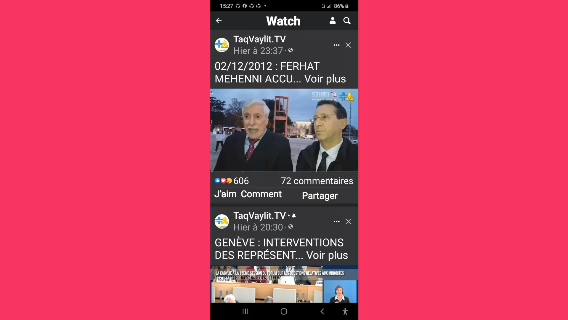 15:27
86%
Watch
TaqVaylit.TV
Hier à 23:37 ·
02/12/2012 : FERHAT
MEHENNI ACCU... Voir plus
606
72 commentaires
J'aim Comment
Partager
TaqVaylit.TV ·
Hier à 20:30 ·
GENÈVE : INTERVENTIONS
DES REPRÉSENT... Voir plus